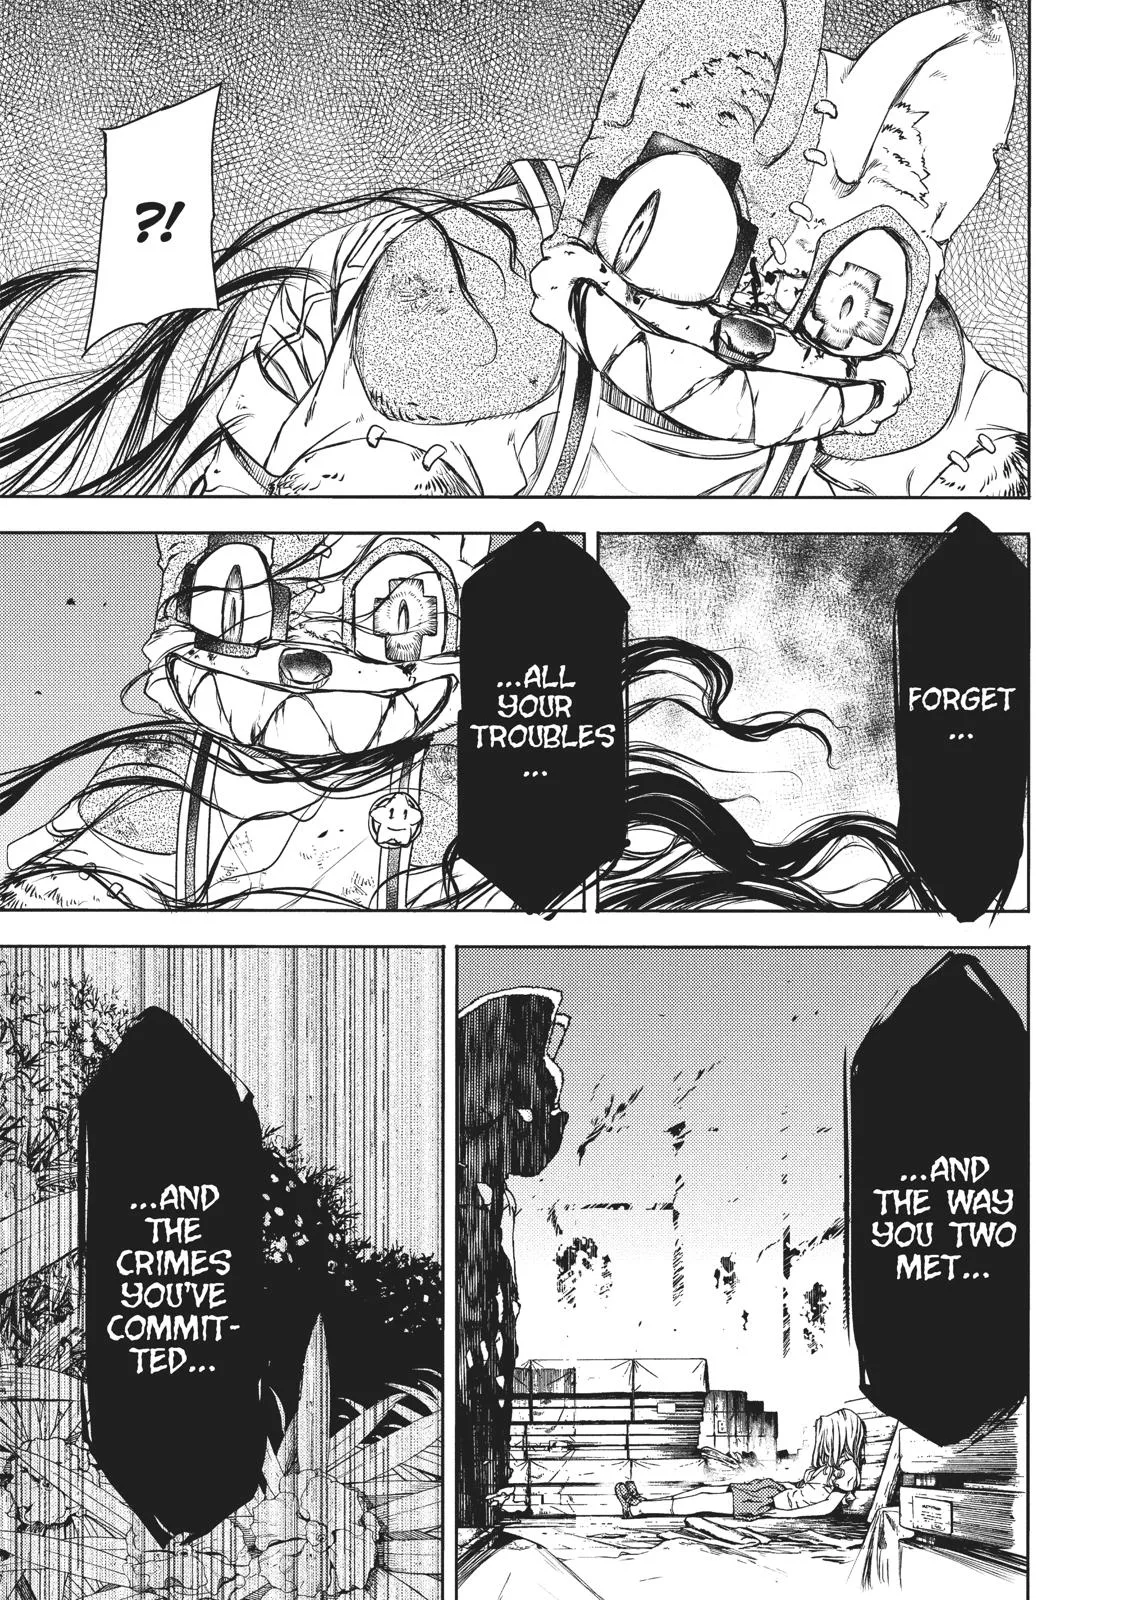 ?!
FORGET
...
...ALL
YOUR
TROUBLES
...
...AND
THE WAY
YOU TWO
MET...
...AND
THE
CRIMES
YOU'VE
COMMIT-
TED...